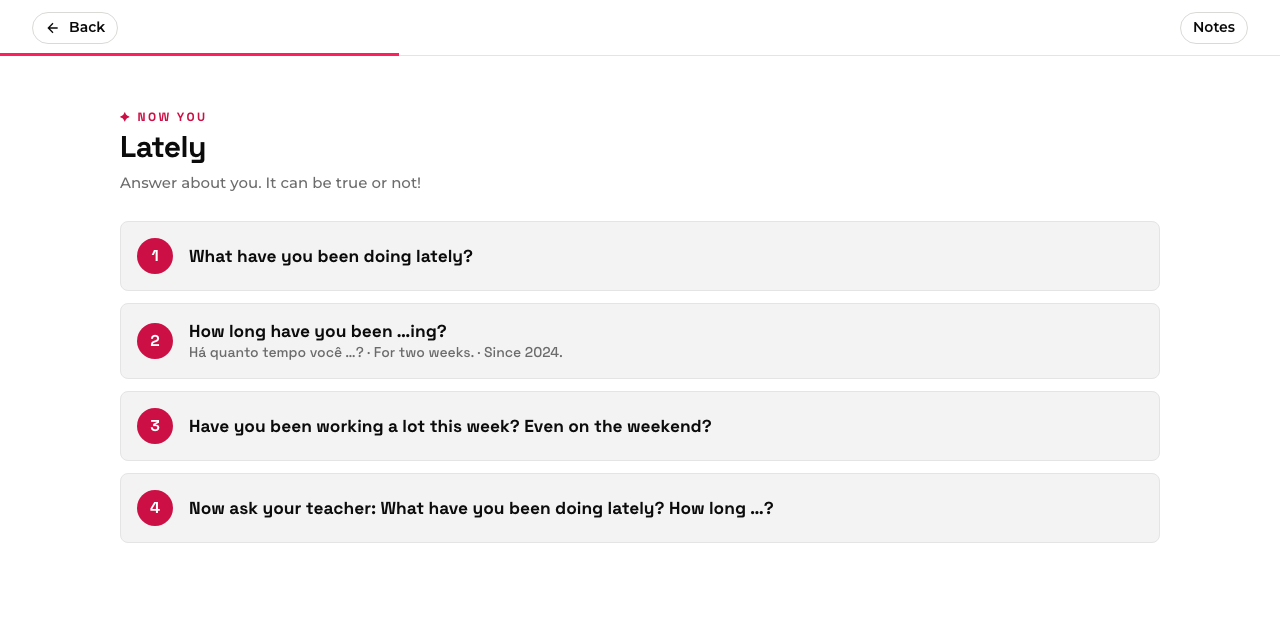 Back
Notes
NOW YOU
Lately
Answer about you. It can be true or not!
1
What have you been doing lately?
2
How long have you been ...ing?
Há quanto tempo você ...? · For two weeks. · Since 2024.
3
Have you been working a lot this week? Even on the weekend?
4
Now ask your teacher: What have you been doing lately? How long ...?